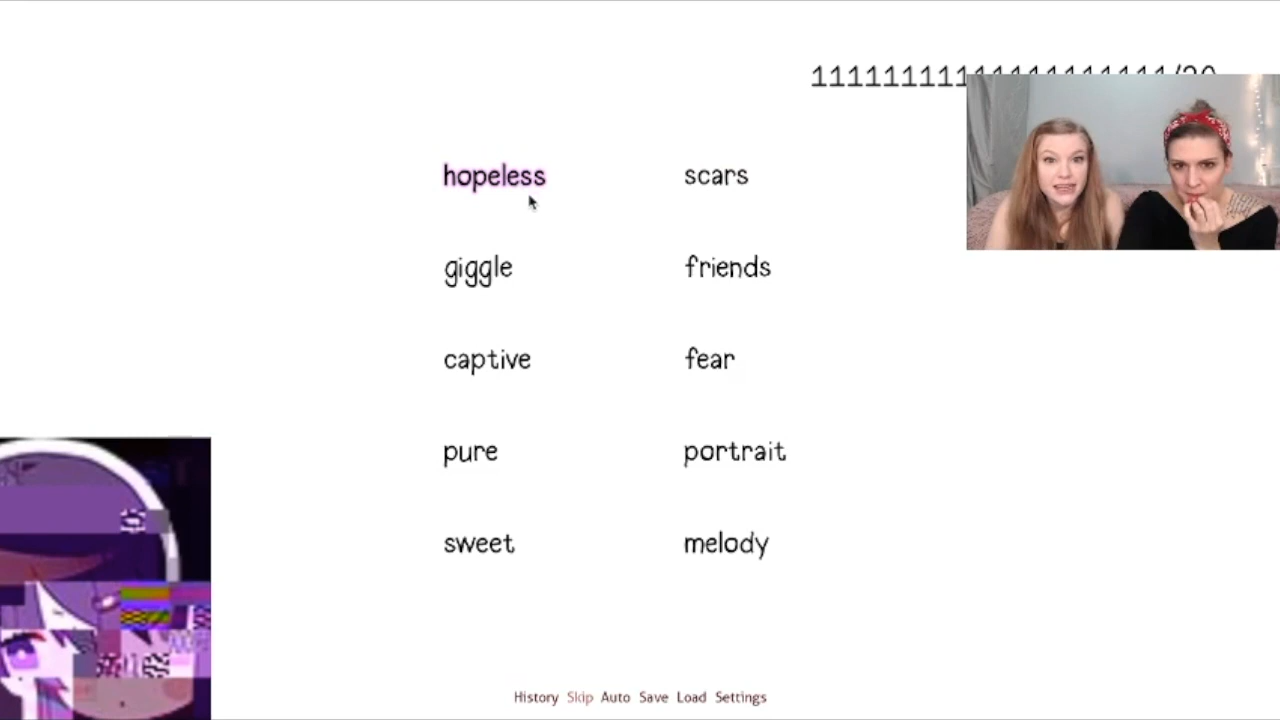 hopeless scars
giggle friends
captive fear
pure portrait
sweet melody
History Skip Auto Save Load Settings